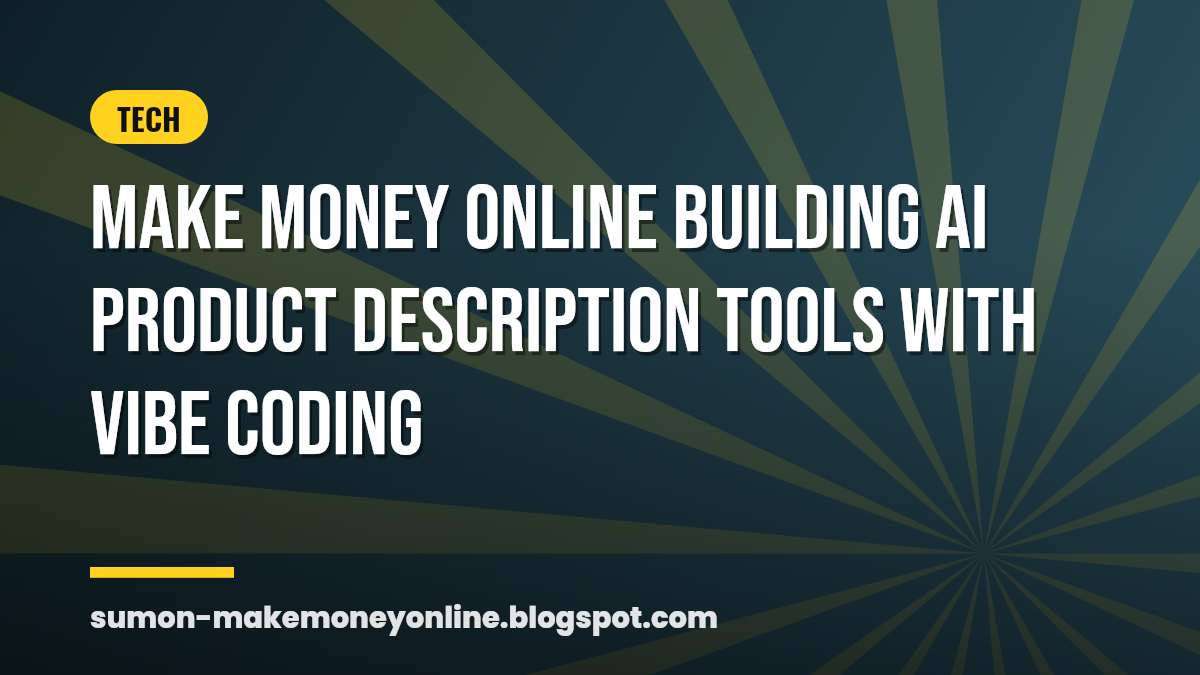 TECH
MAKE MONEY ONLINE BUILDING AI
PRODUCT DESCRIPTION TOOLS WITH
VIBE CODING
sumon-makemoneyonline.blogspot.com